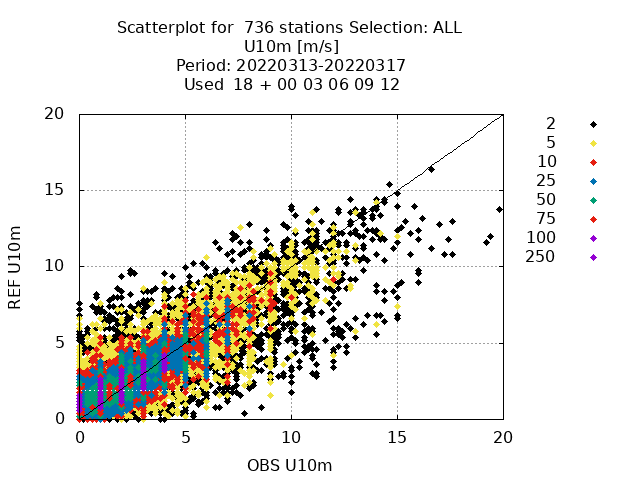 Scatterplot for  736 stations Selection: ALL
U10m [m/s]
Period: 20220313-20220317
Used  18 + 00 03 06 09 12
20
15
10
5
0
REF U10m
0 5 10 15 20
OBS U10m
2
5
10
25
50
75
100
250